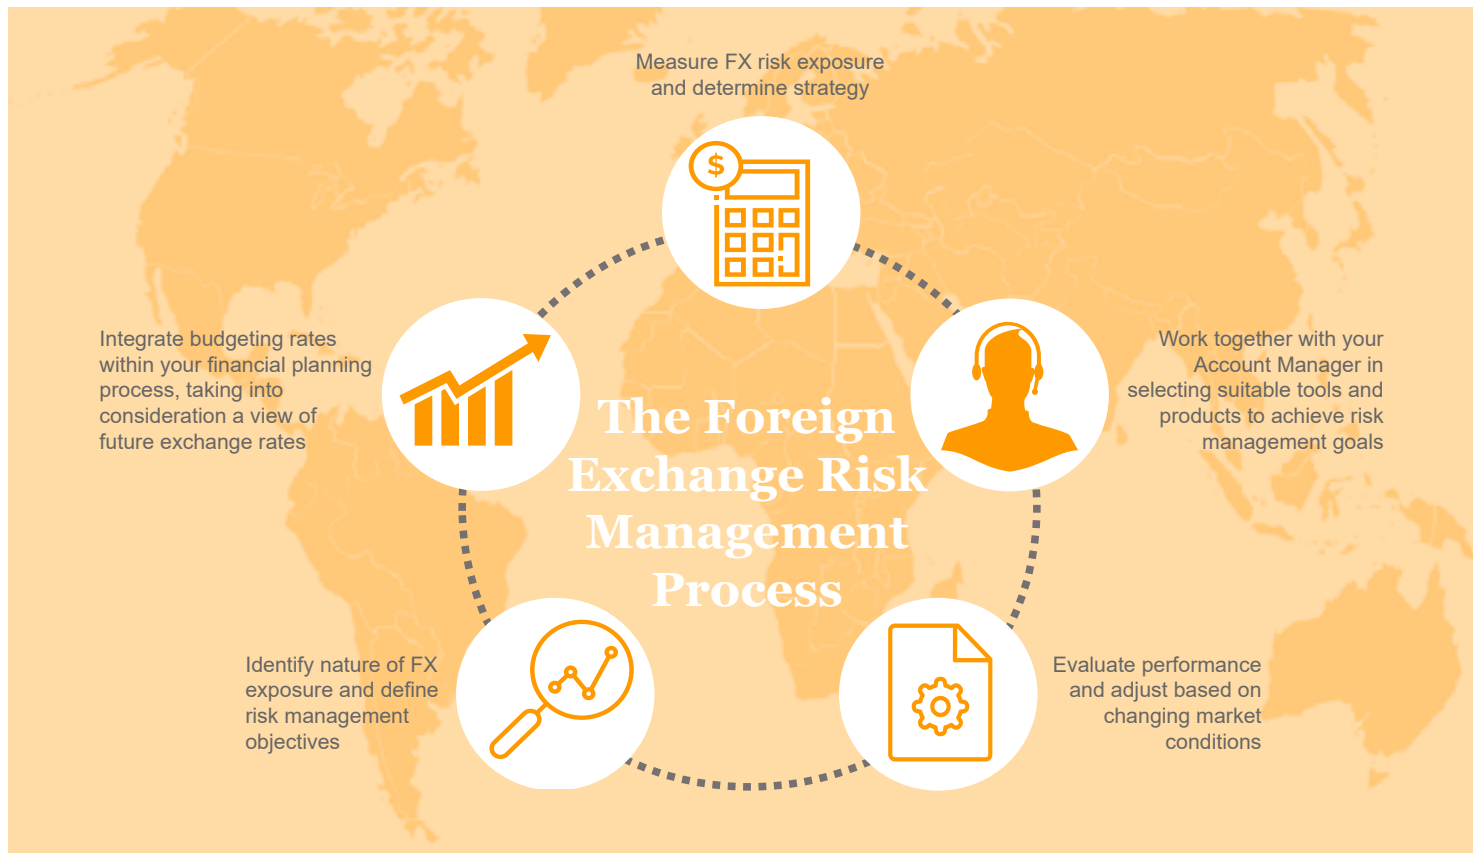 Measure FX risk exposure
and determine strategy
$
Integrate budgeting rates
within your financial planning
process, taking into
consideration a view of
future exchange rates
Work together with your
Account Manager in
selecting suitable tools and
products to achieve risk
management goals
The Foreign
Exchange Risk
Management
Process
Identify nature of FX
exposure and define
risk management
objectives
Evaluate performance
and adjust based on
changing market
conditions